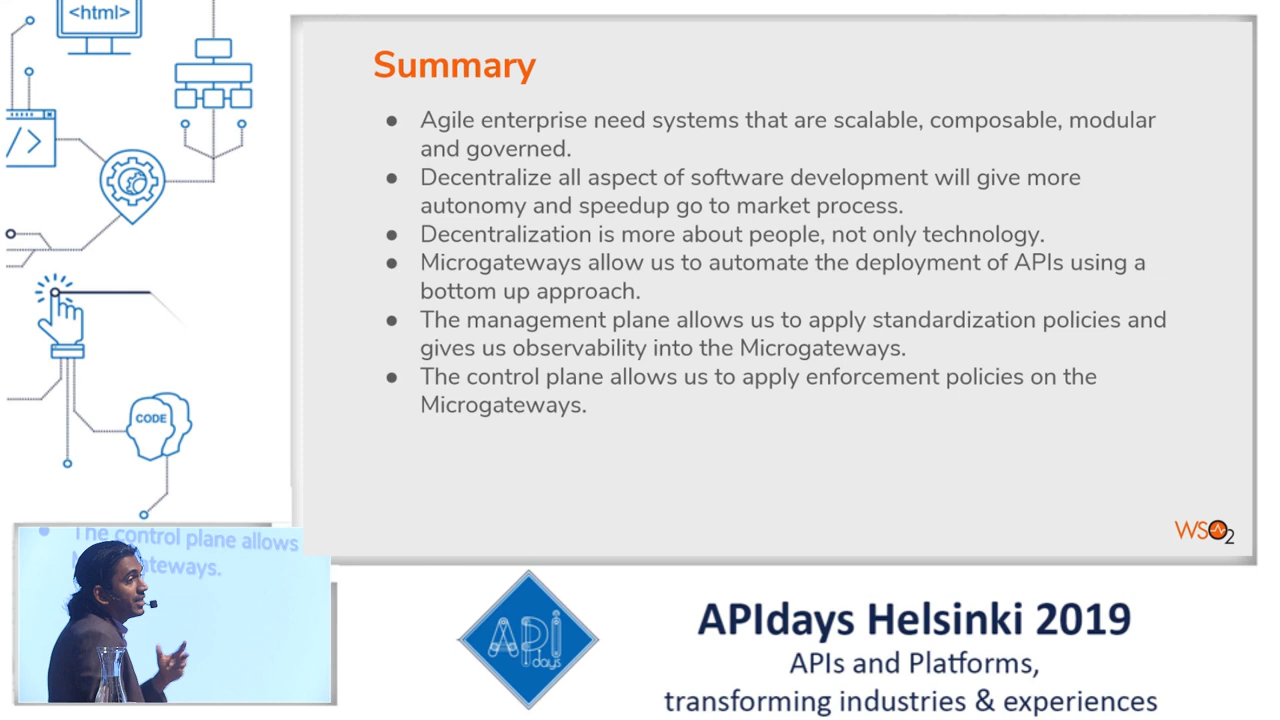 <html>
Summary
● Agile enterprise need systems that are scalable, composable, modular
and governed.
● Decentralize all aspect of software development will give more
autonomy and speedup go to market process.
● Decentralization is more about people, not only technology.
● Microgateways allow us to automate the deployment of APIs using a
bottom up approach.
● The management plane allows us to apply standardization policies and
gives us observability into the Microgateways.
● The control plane allows us to apply enforcement policies on the
Microgateways.
</>
CODE
WSO2
● The control plane allows
ateways.
API
days
APIdays Helsinki 2019
APIs and Platforms,
transforming industries & experiences